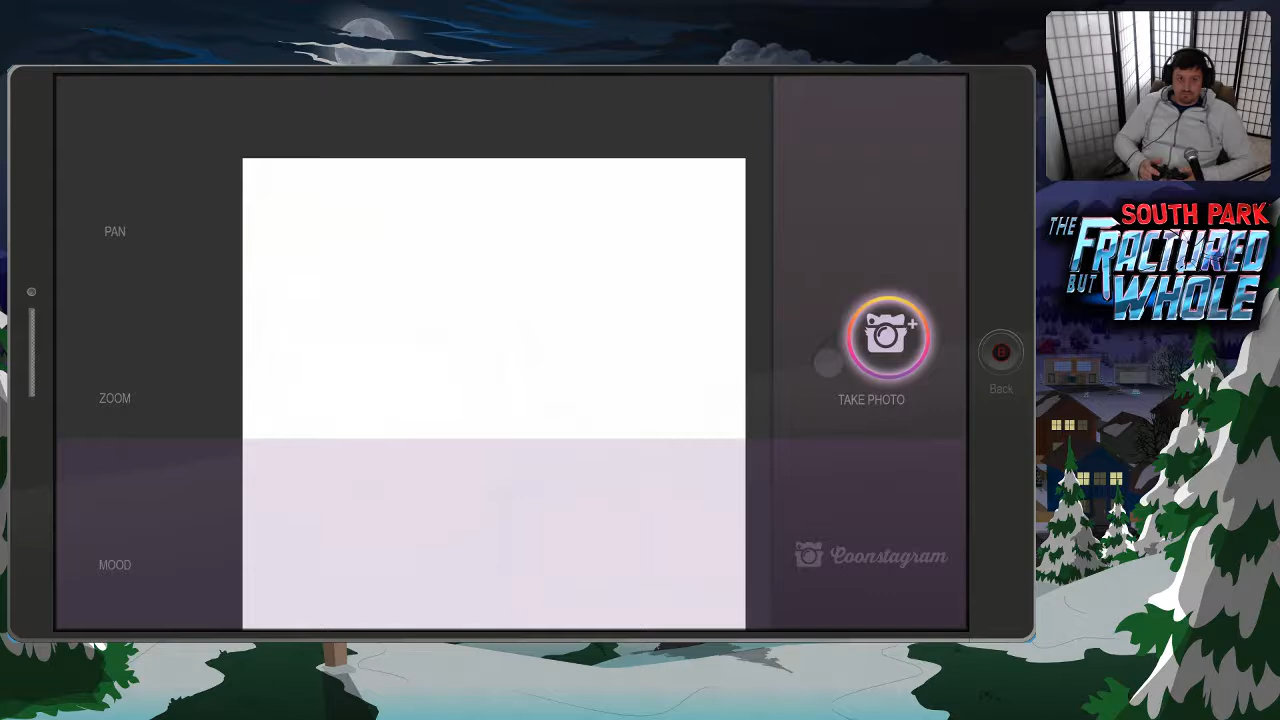 PAN
ZOOM
MOOD
TAKE PHOTO
Coonstagram
B
Back
SOUTH PARK
THE FRACTURED
BUT WHOLE